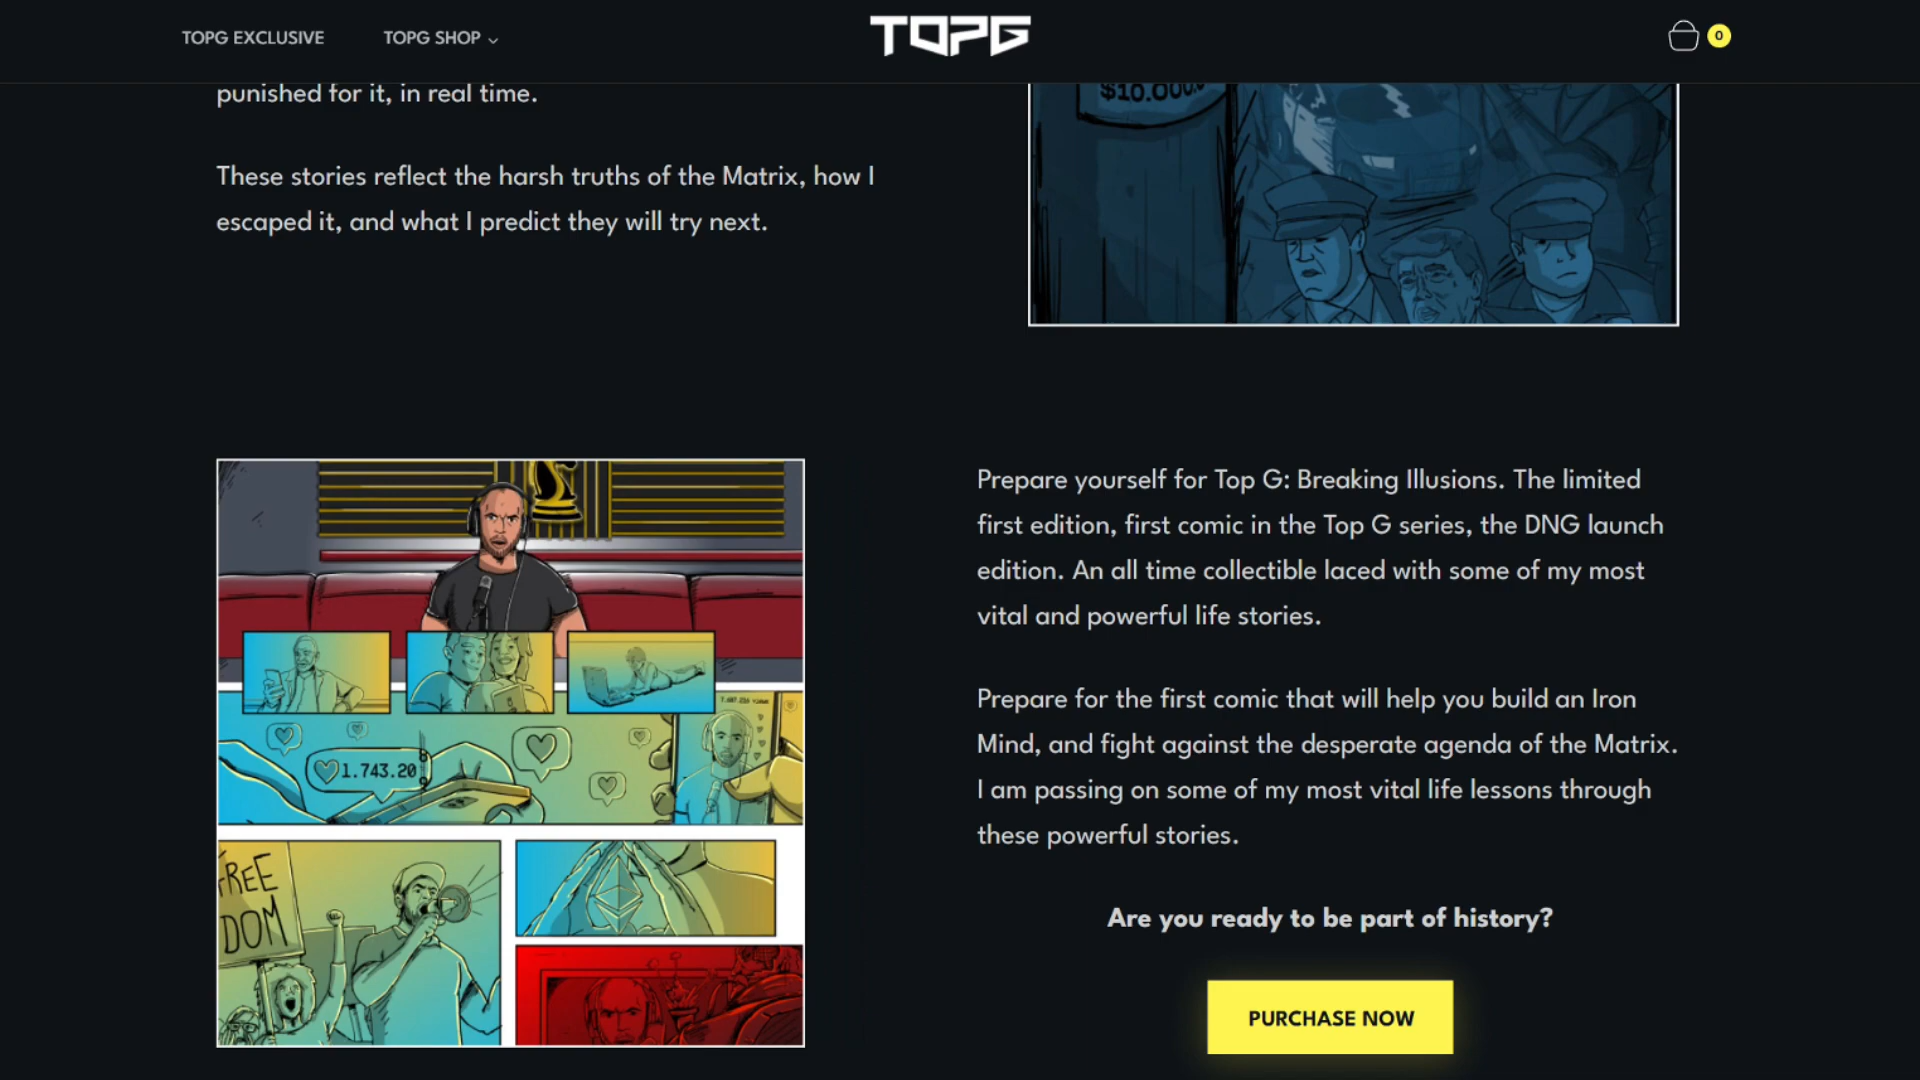 TOPG EXCLUSIVE
TOPG SHOP
TOPG
0
punished for it, in real time.
These stories reflect the harsh truths of the Matrix, how I
escaped it, and what I predict they will try next.
$10.000.
Prepare yourself for Top G: Breaking Illusions. The limited
first edition, first comic in the Top G series, the DNG launch
edition. An all time collectible laced with some of my most
vital and powerful life stories.
Prepare for the first comic that will help you build an Iron
Mind, and fight against the desperate agenda of the Matrix.
I am passing on some of my most vital life lessons through
these powerful stories.
Are you ready to be part of history?
PURCHASE NOW
1.743.20
FREE
DOM